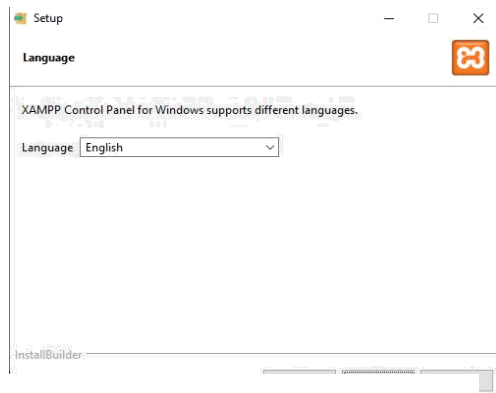 Setup
Language
XAMPP Control Panel for Windows supports different languages.
Language English
InstallBuilder